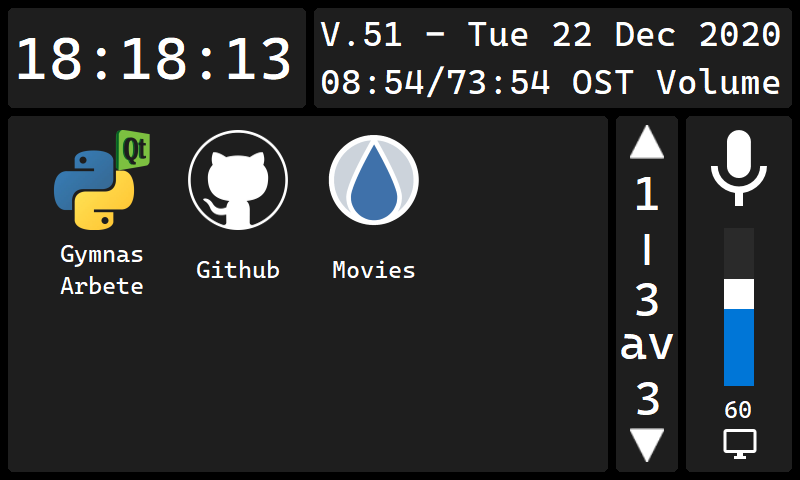 18:18:13
V.51 – Tue 22 Dec 2020
08:54/73:54 OST Volume
Qt
Gymnas
Arbete
Github
Movies
1
|
3
av
3
60